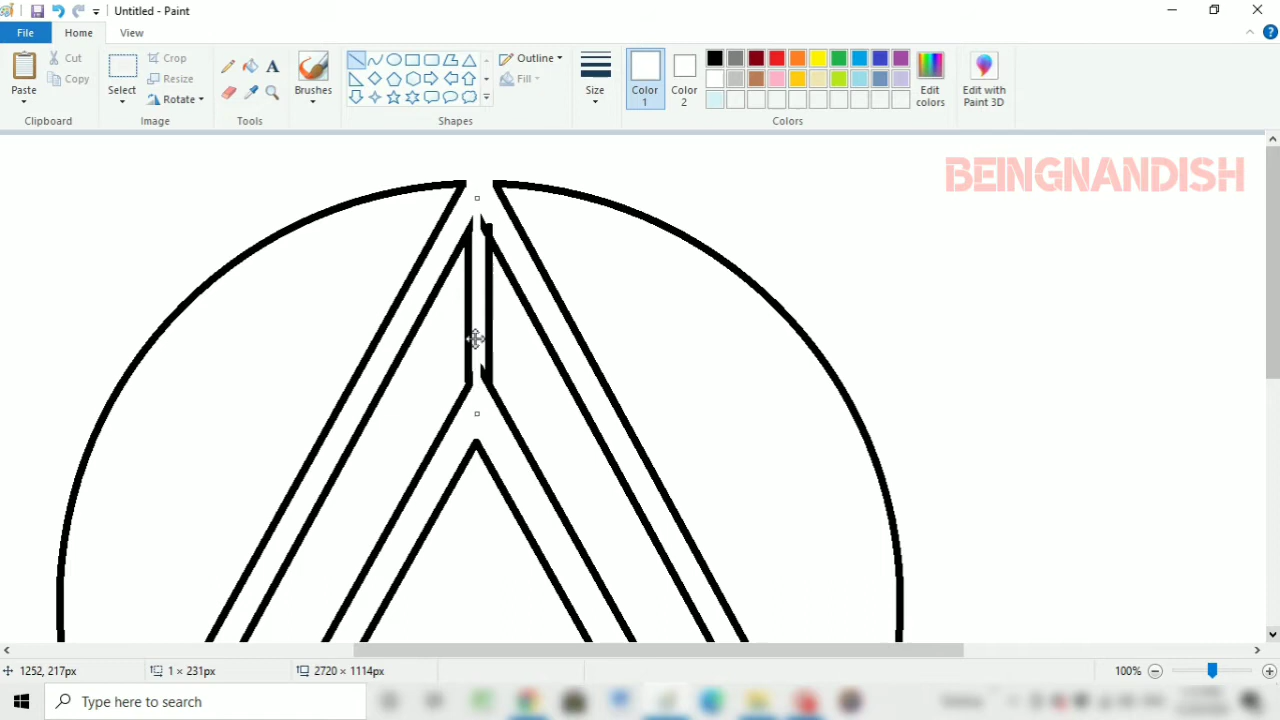 Untitled - Paint
File
Home
View
Paste
Cut
Copy
Clipboard
Select
Crop
Resize
Rotate
Image
Tools
Brushes
Shapes
Outline
Fill
Size
Color
1
Color
2
Colors
Edit
colors
Edit with
Paint 3D
BEINGNANDISH
1252, 217px
1 × 231px
2720 × 1114px
100%
Type here to search